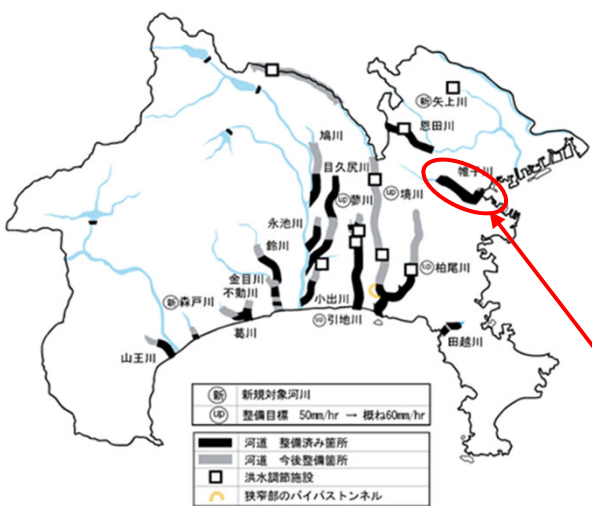 新 矢上川
恩田川
鳩川
帷子川
目久尻川
up 蓼川
up 境川
永池川
鈴川
up 柏尾川
金目川
不動川
小出川
新 森戸川
up 引地川
葛川
田越川
山王川
新 新規対象河川
up 整備目標 50mm/hr → 概ね60mm/hr
河道 整備済み箇所
河道 今後整備箇所
洪水調節施設
狭窄部のバイパストンネル